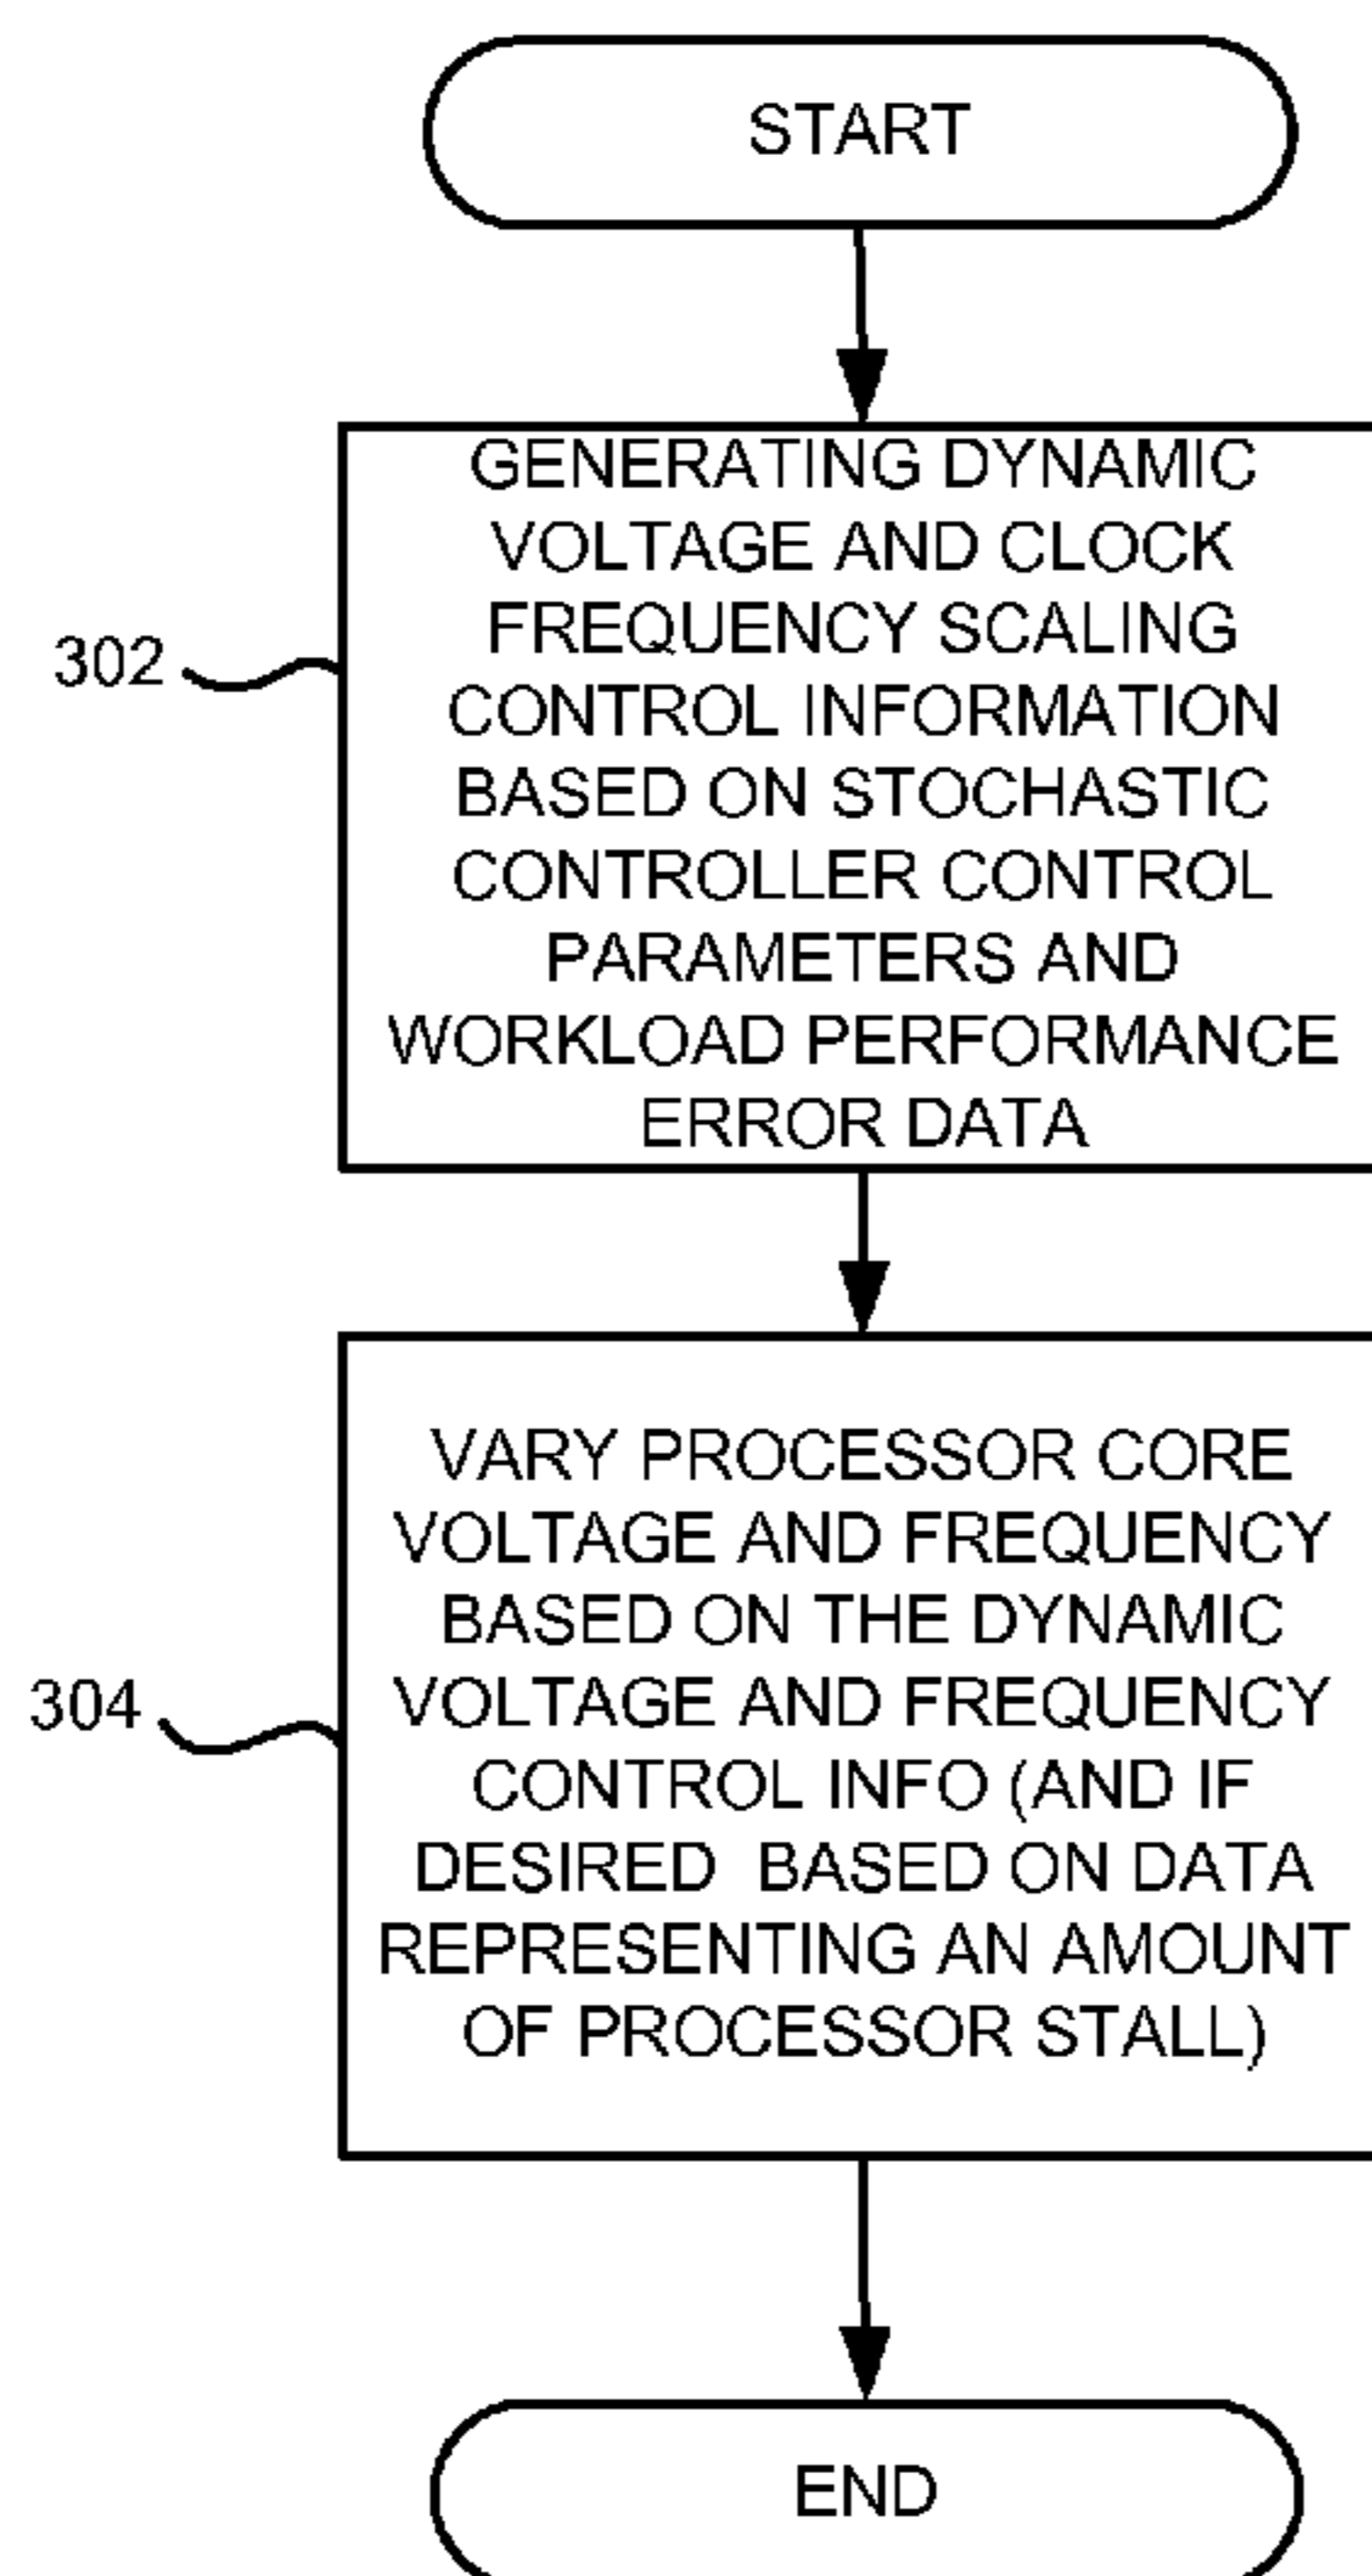 START
GENERATING DYNAMIC
VOLTAGE AND CLOCK
FREQUENCY SCALING
302
CONTROL INFORMATION
BASED ON STOCHASTIC
CONTROLLER CONTROL
PARAMETERS AND
WORKLOAD PERFORMANCE
ERROR DATA
VARY PROCESSOR CORE
VOLTAGE AND FREQUENCY
BASED ON THE DYNAMIC
VOLTAGE AND FREQUENCY
304
CONTROL INFO (AND IF
DESIRED BASED ON DATA
REPRESENTING AN AMOUNT
OF PROCESSOR STALL)
END